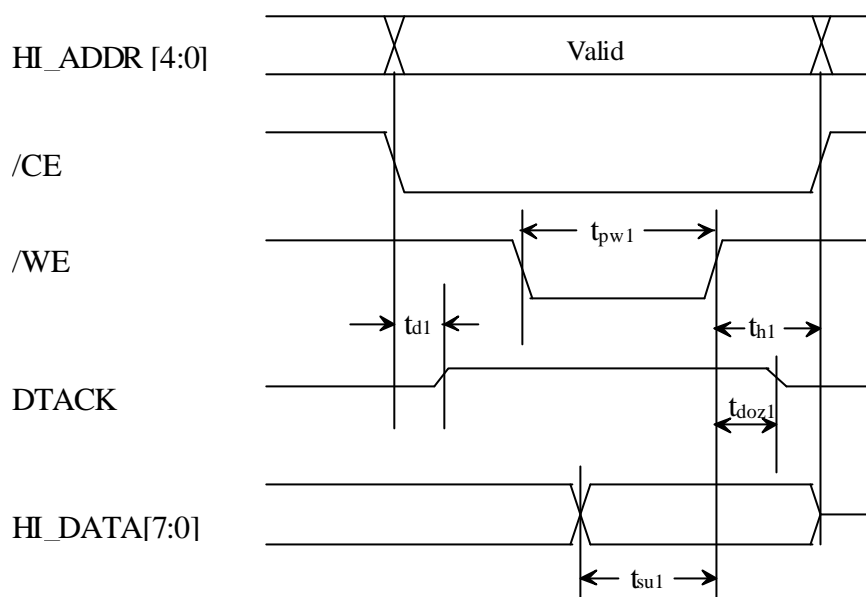 HI_ADDR [4:0]
Valid
/CE
/WE
tpw1
td1
th1
DTACK
tdoz1
HI_DATA[7:0]
tsu1